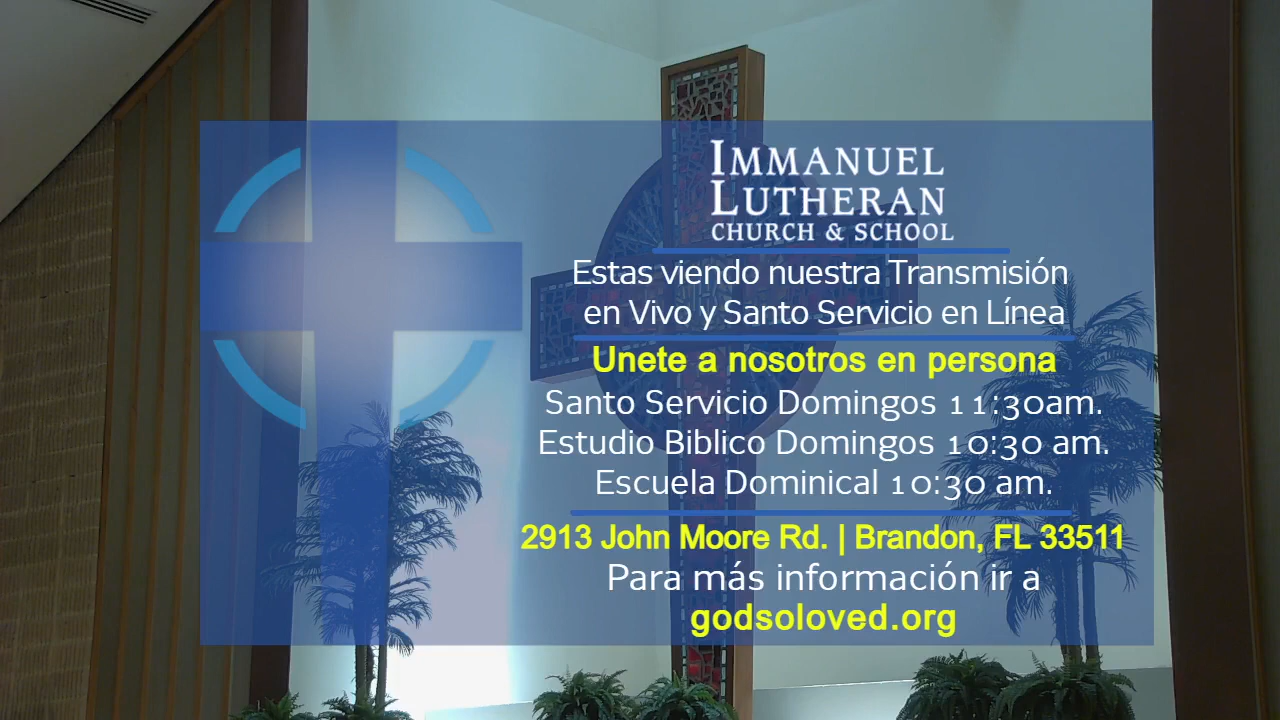 IMMANUEL
LUTHERAN
CHURCH & SCHOOL
Estas viendo nuestra Transmisión
en Vivo y Santo Servicio en Línea
Unete a nosotros en persona
Santo Servicio Domingos 11:30am.
Estudio Biblico Domingos 10:30 am.
Escuela Dominical 10:30 am.
2913 John Moore Rd. | Brandon, FL 33511
Para más información ir a
godsoloved.org